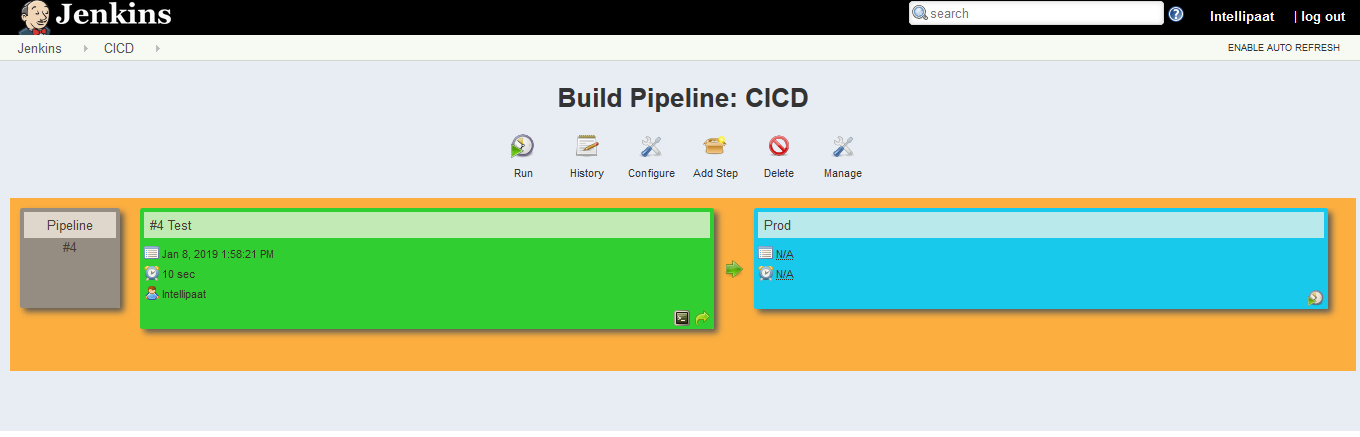 Jenkins
search
Intellipaat | log out
Jenkins CICD
ENABLE AUTO REFRESH
Build Pipeline: CICD
Run History Configure Add Step Delete Manage
Pipeline
#4
#4 Test
Jan 8, 2019 1:58:21 PM
10 sec
Intellipaat
Prod
N/A
N/A